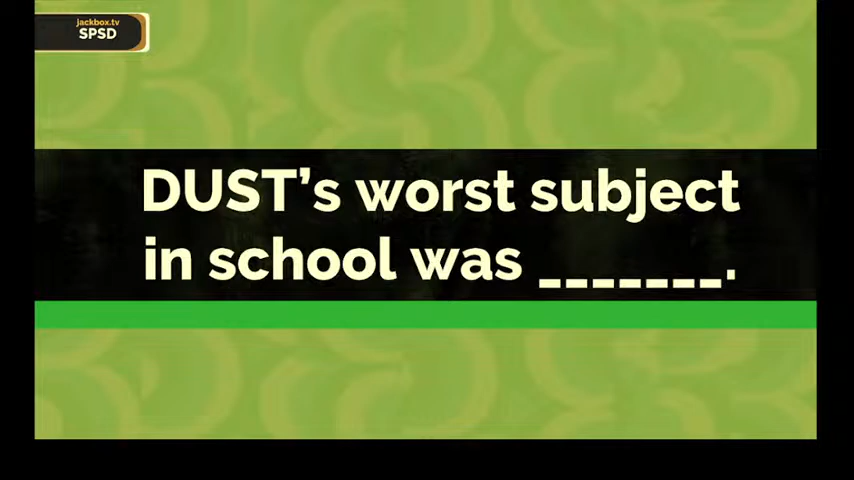 jackbox.tv
SPSD
DUST’s worst subject
in school was _______.